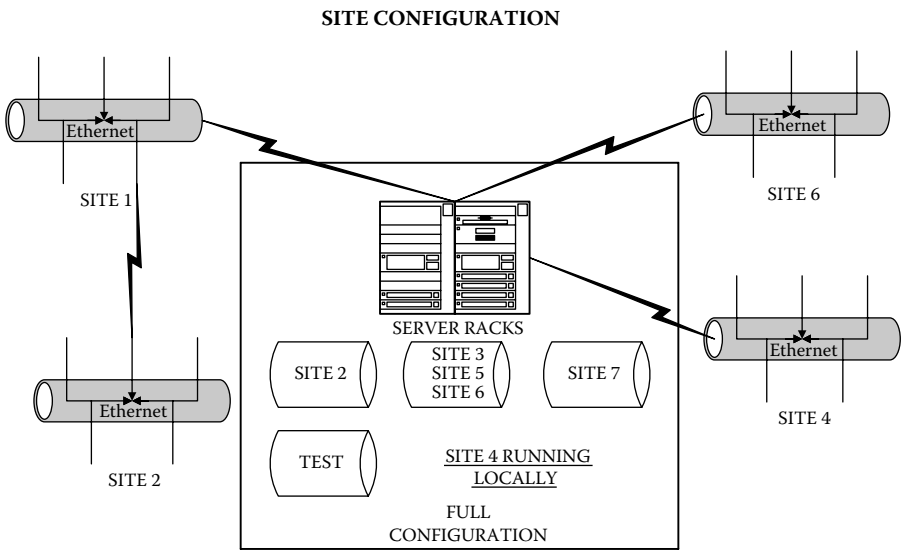 SITE CONFIGURATION
Ethernet
SITE 1
Ethernet
SITE 6
SERVER RACKS
Ethernet
SITE 4
Ethernet
SITE 2
SITE 2
SITE 3
SITE 5
SITE 6
SITE 7
TEST
SITE 4 RUNNING
LOCALLY
FULL
CONFIGURATION